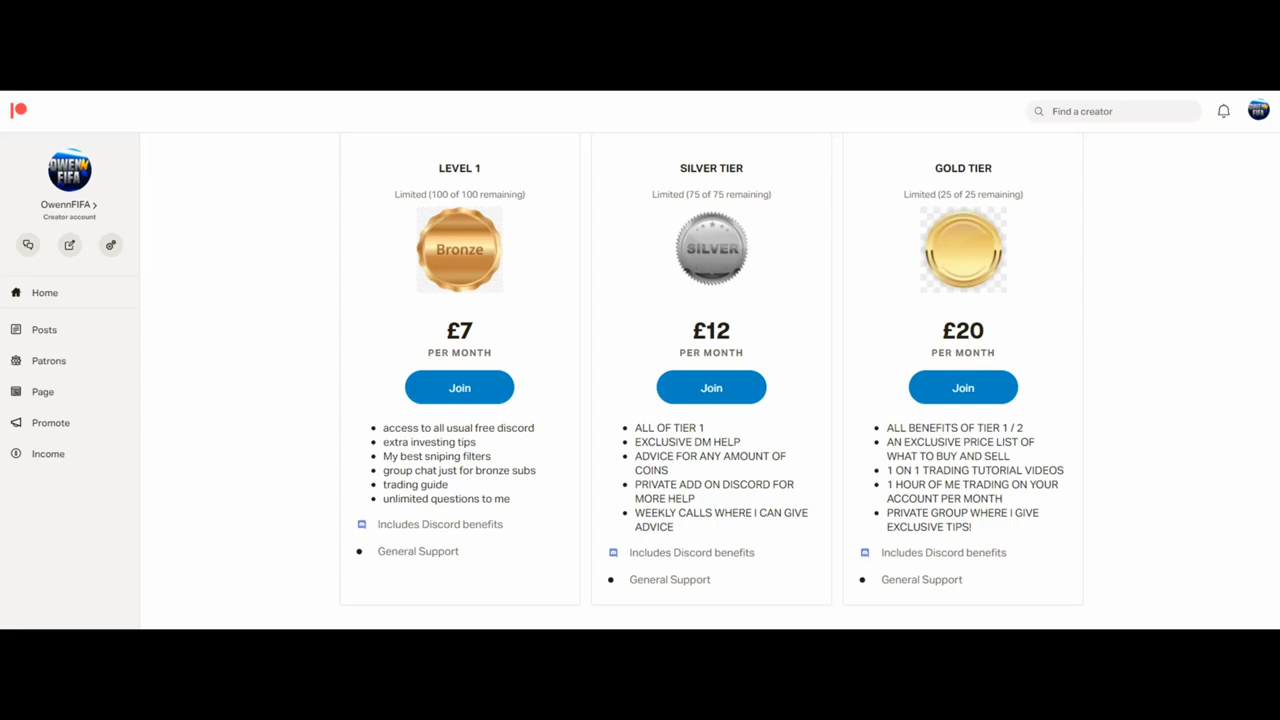 Find a creator
OWENN
FIFA
OWENN
FIFA
OwennFIFA
Creator account
Home
Posts
Patrons
Page
Promote
Income
LEVEL 1
Limited (100 of 100 remaining)
Bronze
£7
PER MONTH
Join
access to all usual free discord
extra investing tips
My best sniping filters
group chat just for bronze subs
trading guide
unlimited questions to me
Includes Discord benefits
General Support
SILVER TIER
Limited (75 of 75 remaining)
SILVER
£12
PER MONTH
Join
ALL OF TIER 1
EXCLUSIVE DM HELP
ADVICE FOR ANY AMOUNT OF
COINS
PRIVATE ADD ON DISCORD FOR
MORE HELP
WEEKLY CALLS WHERE I CAN GIVE
ADVICE
Includes Discord benefits
General Support
GOLD TIER
Limited (25 of 25 remaining)
£20
PER MONTH
Join
ALL BENEFITS OF TIER 1 / 2
AN EXCLUSIVE PRICE LIST OF
WHAT TO BUY AND SELL
1 ON 1 TRADING TUTORIAL VIDEOS
1 HOUR OF ME TRADING ON YOUR
ACCOUNT PER MONTH
PRIVATE GROUP WHERE I GIVE
EXCLUSIVE TIPS!
Includes Discord benefits
General Support